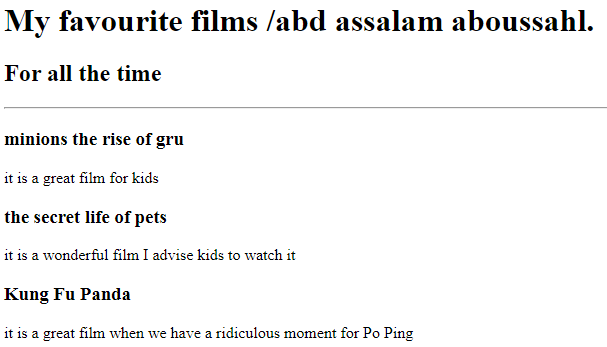 My favourite films /abd assalam aboussahl.
For all the time
minions the rise of gru
it is a great film for kids
the secret life of pets
it is a wonderful film I advise kids to watch it
Kung Fu Panda
it is a great film when we have a ridiculous moment for Po Ping